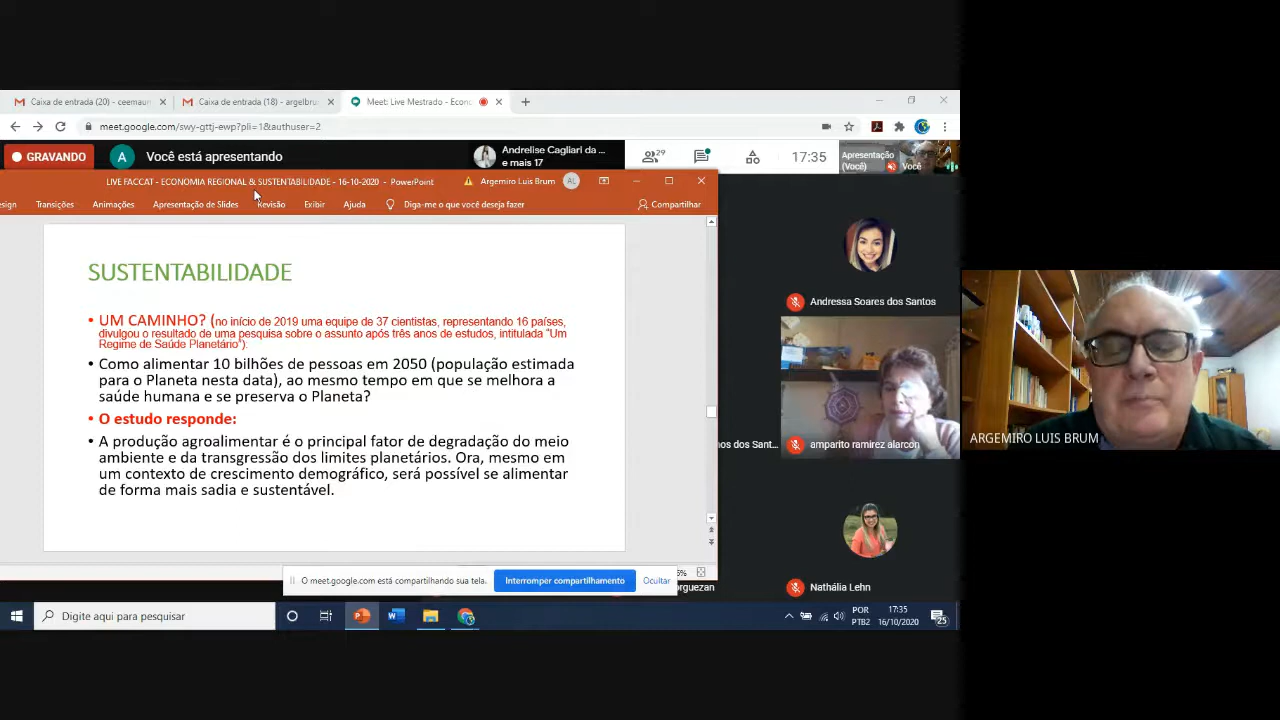 Caixa de entrada (20) - ceemaun
Caixa de entrada (18) - argelbru
Meet: Live Mestrado - Econo
meet.google.com/swy-gttj-ewp?pli=1&authuser=2
GRAVANDO
A
Você está apresentando
Andrelise Cagliari da ...
e mais 17
29
17:35
Apresentação
(Você)
Você
LIVE FACCAT - ECONOMIA REGIONAL & SUSTENTABILIDADE - 16-10-2020 - PowerPoint
Argemiro Luis Brum
AL
esign
Transições
Animações
Apresentação de Slides
Revisão
Exibir
Ajuda
Diga-me o que você deseja fazer
Compartilhar
SUSTENTABILIDADE
• UM CAMINHO? (no início de 2019 uma equipe de 37 cientistas, representando 16 países,
divulgou o resultado de uma pesquisa sobre o assunto após três anos de estudos, intitulada “Um
Regime de Saúde Planetário”):
• Como alimentar 10 bilhões de pessoas em 2050 (população estimada
para o Planeta nesta data), ao mesmo tempo em que se melhora a
saúde humana e se preserva o Planeta?
• O estudo responde:
• A produção agroalimentar é o principal fator de degradação do meio
ambiente e da transgressão dos limites planetários. Ora, mesmo em
um contexto de crescimento demográfico, será possível se alimentar
de forma mais sadia e sustentável.
Andressa Soares dos Santos
amparito ramirez alarcon
nos dos Sant...
ARGEMIRO LUIS BRUM
Nathália Lehn
orguezan
O meet.google.com está compartilhando sua tela.
Interromper compartilhamento
Ocultar
Digite aqui para pesquisar
POR
PTB2
17:35
16/10/2020
25